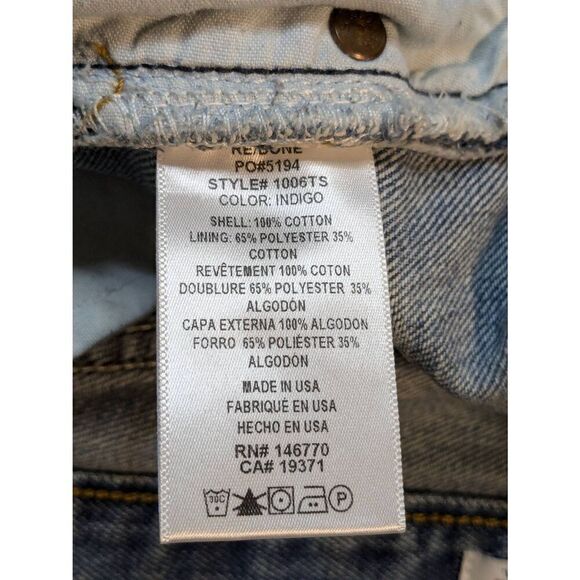 RE/DONE
PO#5194
STYLE# 1006TS
COLOR: INDIGO
SHELL: 100% COTTON
LINING: 65% POLYESTER 35%
COTTON
REVÊTEMENT 100% COTON
DOUBLURE 65% POLYESTER 35%
ALGODÓN
CAPA EXTERNA 100% ALGODON
FORRO 65% POLIÉSTER 35%
ALGODON
MADE IN USA
FABRIQUÉ EN USA
HECHO EN USA
RN# 146770
CA# 19371
30C P